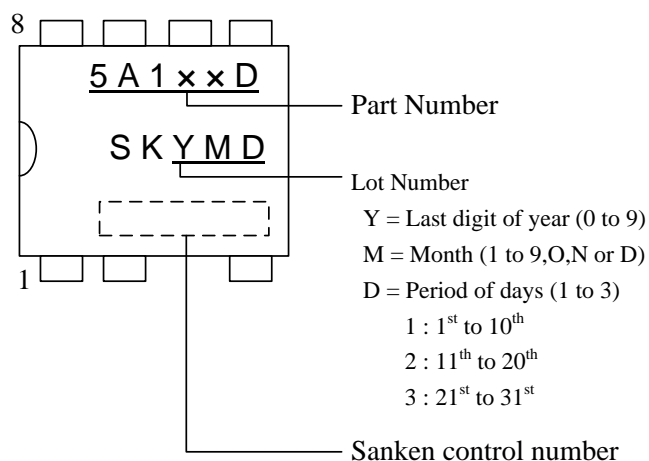 8
5 A 1 × × D
Part Number
S K Y M D
Lot Number
Y = Last digit of year (0 to 9)
M = Month (1 to 9,O,N or D)
1
D = Period of days (1 to 3)
1 : 1st to 10th
2 : 11th to 20th
3 : 21st to 31st
Sanken control number